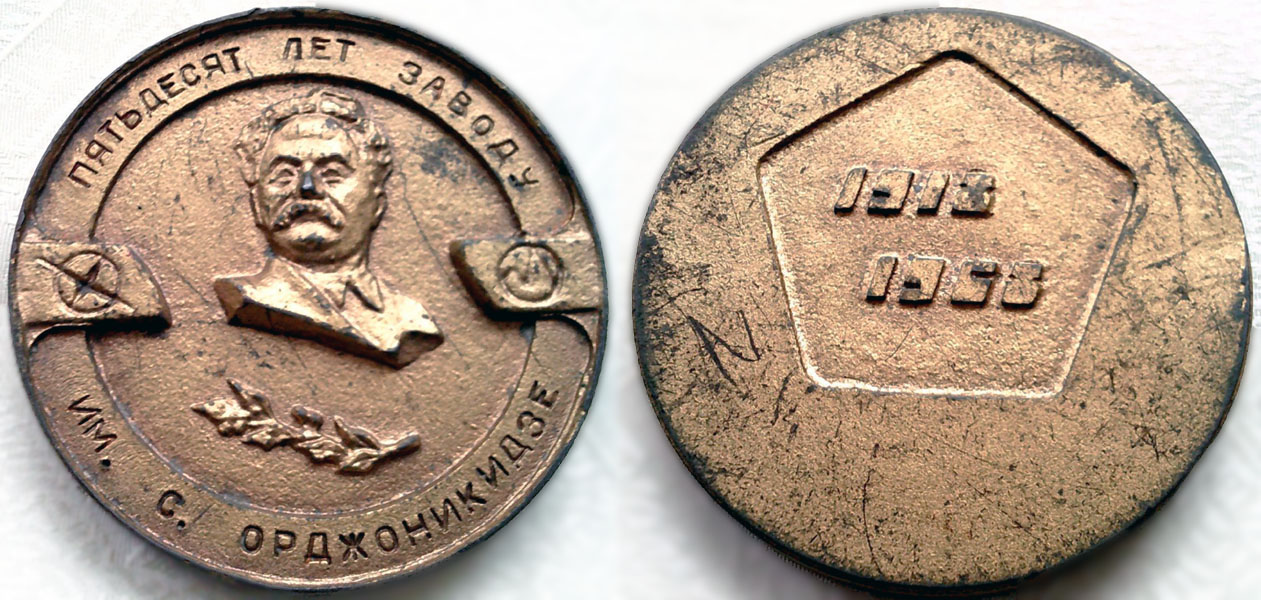 ПЯТЬДЕСЯТ ЛЕТ ЗАВОДУ
ИМ. С. ОРДЖОНИКИДЗЕ
1918
1968
N